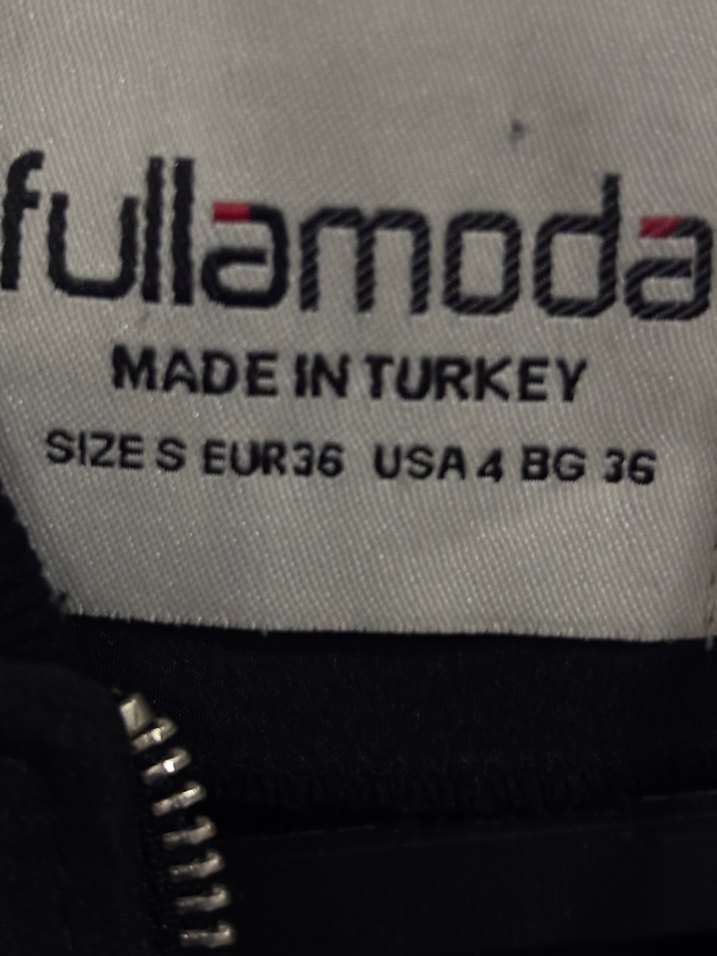 fullamoda
MADE IN TURKEY
SIZE S EUR36 USA 4 BG 36